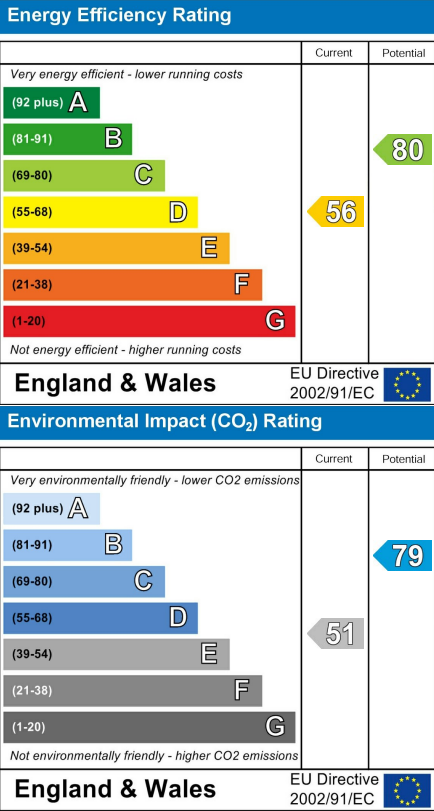 Energy Efficiency Rating
Current Potential
Very energy efficient - lower running costs
(92 plus) A
(81-91) B
80
(69-80) C
(55-68) D
56
(39-54) E
(21-38) F
(1-20) G
Not energy efficient - higher running costs
England & Wales
EU Directive
2002/91/EC
Environmental Impact (CO₂) Rating
Current Potential
Very environmentally friendly - lower CO2 emissions
(92 plus) A
(81-91) B
79
(69-80) C
(55-68) D
51
(39-54) E
(21-38) F
(1-20) G
Not environmentally friendly - higher CO2 emissions
England & Wales
EU Directive
2002/91/EC